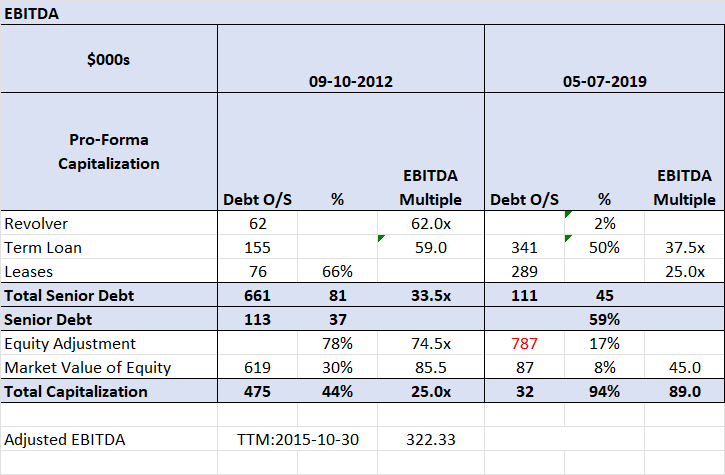 EBITDA
$000s 09-10-2012 05-07-2019
Pro-Forma Capitalization Debt O/S % EBITDA Multiple Debt O/S % EBITDA Multiple
Revolver 62 62.0x 2%
Term Loan 155 59.0 341 50% 37.5x
Leases 76 66% 289 25.0x
Total Senior Debt 661 81 33.5x 111 45
Senior Debt 113 37 59%
Equity Adjustment 78% 74.5x 787 17%
Market Value of Equity 619 30% 85.5 87 8% 45.0
Total Capitalization 475 44% 25.0x 32 94% 89.0
Adjusted EBITDA TTM:2015-10-30 322.33